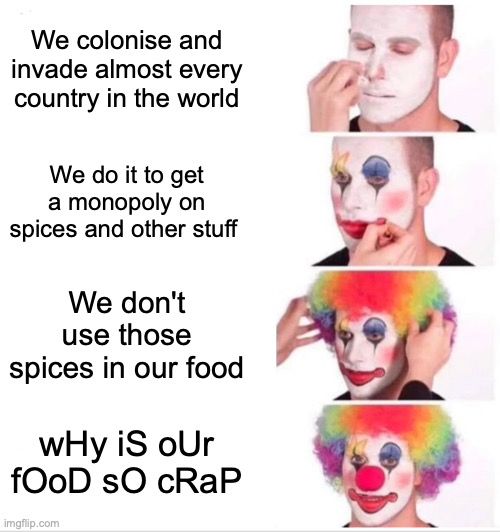 We colonise and
invade almost every
country in the world
We do it to get
a monopoly on
spices and other stuff
We don't
use those
spices in our food
wHy iS oUr
fOoD sO cRaP
imgflip.com